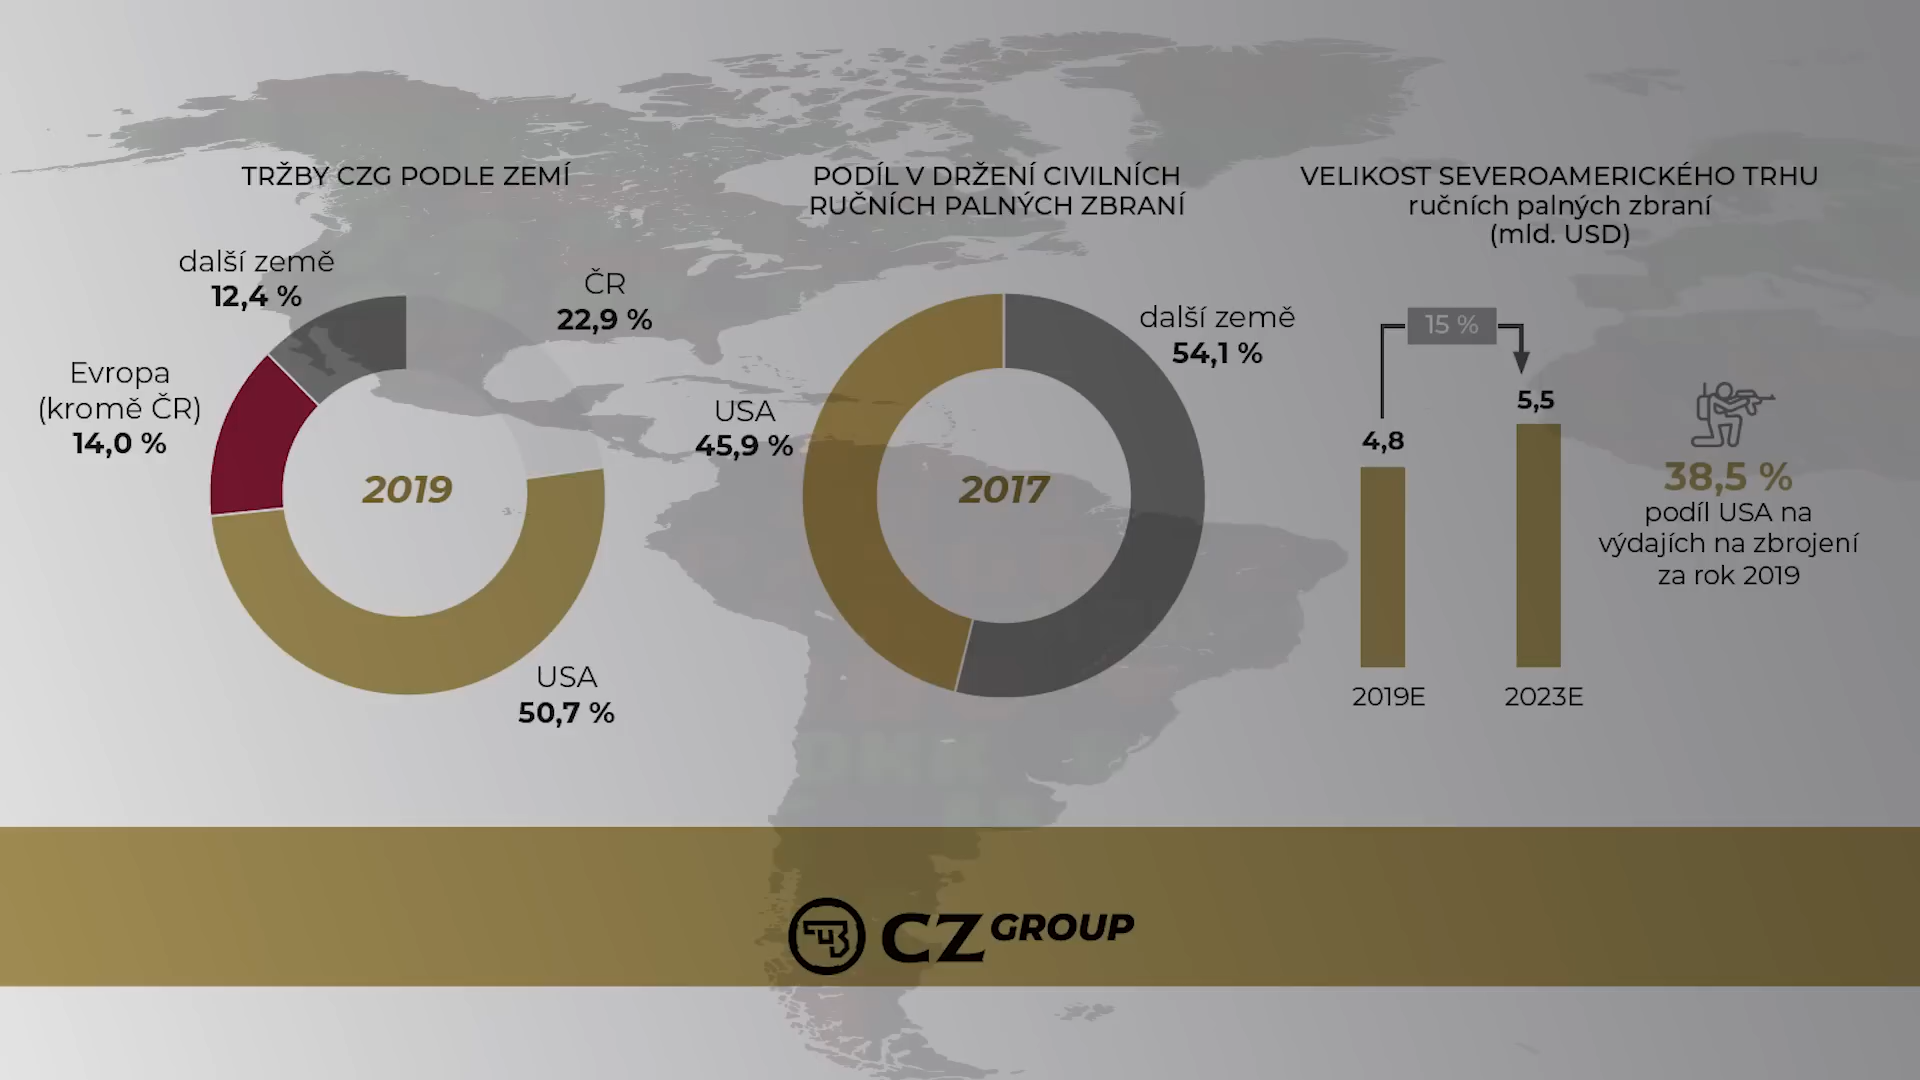 TRŽBY CZG PODLE ZEMÍ
další země
12,4 %
ČR
22,9 %
Evropa
(kromě ČR)
14,0 %
2019
USA
50,7 %
PODÍL V DRŽENÍ CIVILNÍCH
RUČNÍCH PALNÝCH ZBRANÍ
další země
54,1 %
USA
45,9 %
2017
VELIKOST SEVEROAMERICKÉHO TRHU
ručních palných zbraní
(mld. USD)
15 %
4,8
5,5
2019E
2023E
38,5 %
podíl USA na
výdajích na zbrojení
za rok 2019
CZ GROUP